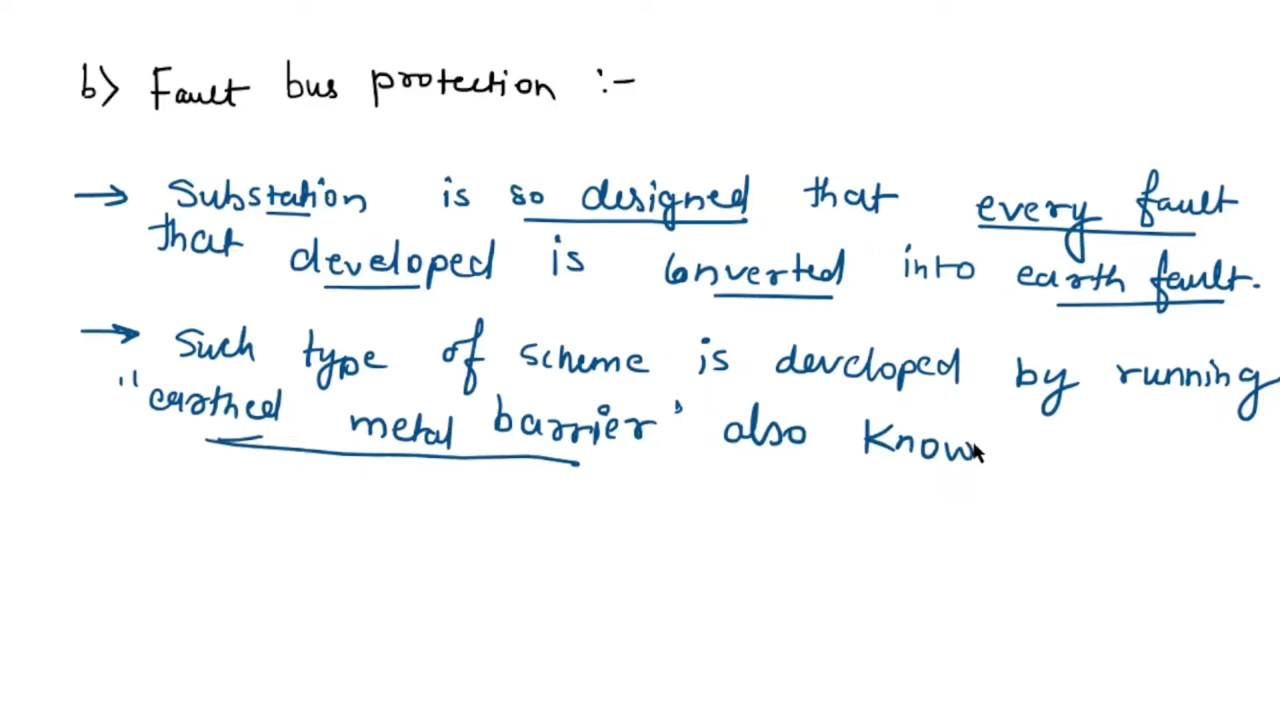 b) Fault bus protection :-
→ Substation is so designed that every fault
that developed is converted into earth fault.
→ Such type of scheme is developed by running
"earthed metal barrier' also Know